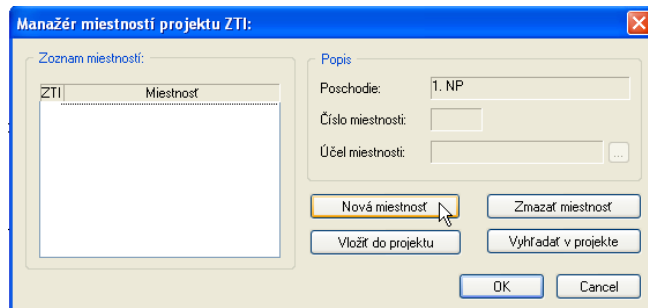 Manažér miestností projektu ZTI:
Zoznam miestností:
ZTI Miestnosť
Popis
Poschodie: 1. NP
Číslo miestnosti:
Účel miestnosti: ...
Nová miestnosť Zmazať miestnosť
Vložiť do projektu Vyhľadať v projekte
OK Cancel